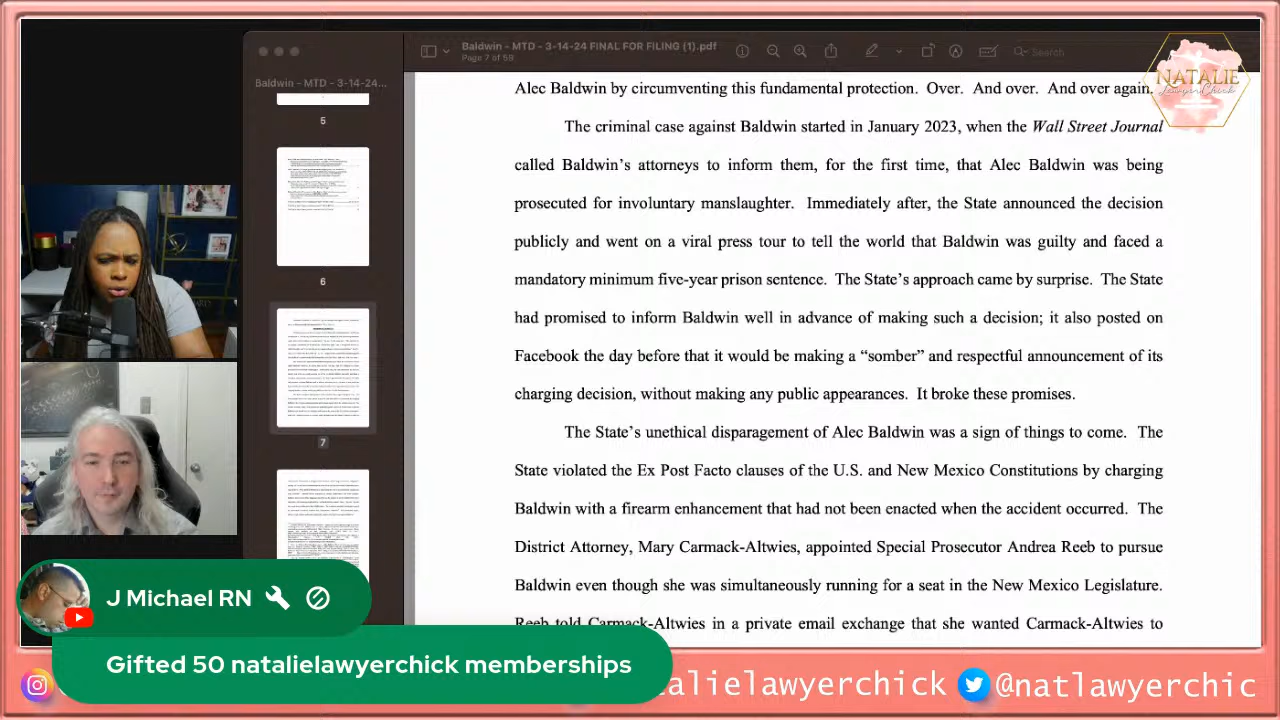 Baldwin - MTD - 3-14-24 FINAL FOR FILING (1).pdf
Page 7 of 59
Search
Baldwin - MTD - 3-14-24...
5
6
7
NATALIE
LawyerChick
Alec Baldwin by circumventing this fundamental protection. Over. And over. And over again.
The criminal case against Baldwin started in January 2023, when the Wall Street Journal
called Baldwin's attorneys to inform them, for the first time, that Alec Baldwin was being
prosecuted for involuntary manslaughter. Immediately after, the State announced the decision
publicly and went on a viral press tour to tell the world that Baldwin was guilty and faced a
mandatory minimum five-year prison sentence. The State's approach came by surprise. The State
had promised to inform Baldwin well in advance of making such a decision; it also posted on
Facebook the day before that it would be making a “somber” and respectful announcement of its
charging decision, without making any public appearances. It broke these promises.
The State's unethical disparagement of Alec Baldwin was a sign of things to come. The
State violated the Ex Post Facto clauses of the U.S. and New Mexico Constitutions by charging
Baldwin with a firearm enhancement that had not been enacted when the accident occurred. The
District Attorney, Mary Carmack-Altwies, appointed Special Prosecutor Andrea Reeb to pursue
Baldwin even though she was simultaneously running for a seat in the New Mexico Legislature.
Reeb told Carmack-Altwies in a private email exchange that she wanted Carmack-Altwies to
J Michael RN
Gifted 50 natalielawyerchick memberships
alielawyerchick
@natlawyerchic